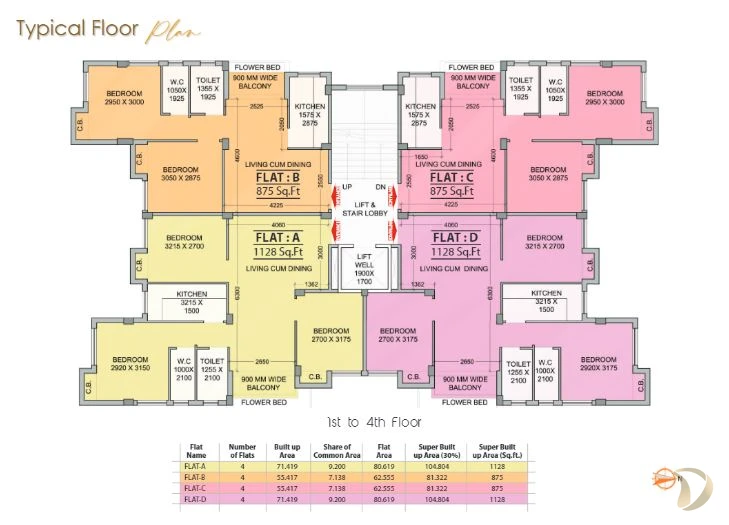 Typical Floor Plan
FLOWER BED
900 MM WIDE
BALCONY
FLOWER BED
900 MM WIDE
BALCONY
BEDROOM
2950 X 3000
W.C
1050X
1925
TOILET
1355 X
1925
2525
KITCHEN
1575 X
2875
2050
C.B.
C.B.
BEDROOM
3050 X 2875
4600
LIVING CUM DINING
FLAT : B
875 Sq.Ft
2550
4225
KITCHEN
1575 X
2875
2525
2050
TOILET
1355 X
1925
W.C
1050X
1925
BEDROOM
2950 X 3000
C.B.
C.B.
1650
4600
LIVING CUM DINING
FLAT : C
875 Sq.Ft
2550
4225
BEDROOM
3050 X 2875
UP
DN
LIFT &
STAIR LOBBY
LIFT
WELL
1900X
1700
4060
BEDROOM
3215 X 2700
C.B.
FLAT : A
1128 Sq.Ft
LIVING CUM DINING
3000
1362
6300
KITCHEN
3215 X
1500
BEDROOM
2700 X 3175
C.B.
BEDROOM
2920 X 3150
C.B.
W.C
1000X
2100
TOILET
1255 X
2100
2650
900 MM WIDE
BALCONY
FLOWER BED
4060
FLAT : D
1128 Sq.Ft
LIVING CUM DINING
3000
1362
6300
BEDROOM
3215 X 2700
C.B.
KITCHEN
3215 X
1500
BEDROOM
2700 X 3175
C.B.
2650
900 MM WIDE
BALCONY
FLOWER BED
TOILET
1255 X
2100
W.C
1000X
2100
BEDROOM
2920X 3175
C.B.
1st to 4th Floor
Flat Name Number of Flats Built up Area Share of Common Area Flat Area Super Built up Area (30%) Super Built up Area (Sq.ft.)
FLAT-A 4 71.419 9.200 80.619 104.804 1128
FLAT-B 4 55.417 7.138 62.555 81.322 875
FLAT-C 4 55.417 7.138 62.555 81.322 875
FLAT-D 4 71.419 9.200 80.619 104.804 1128
N